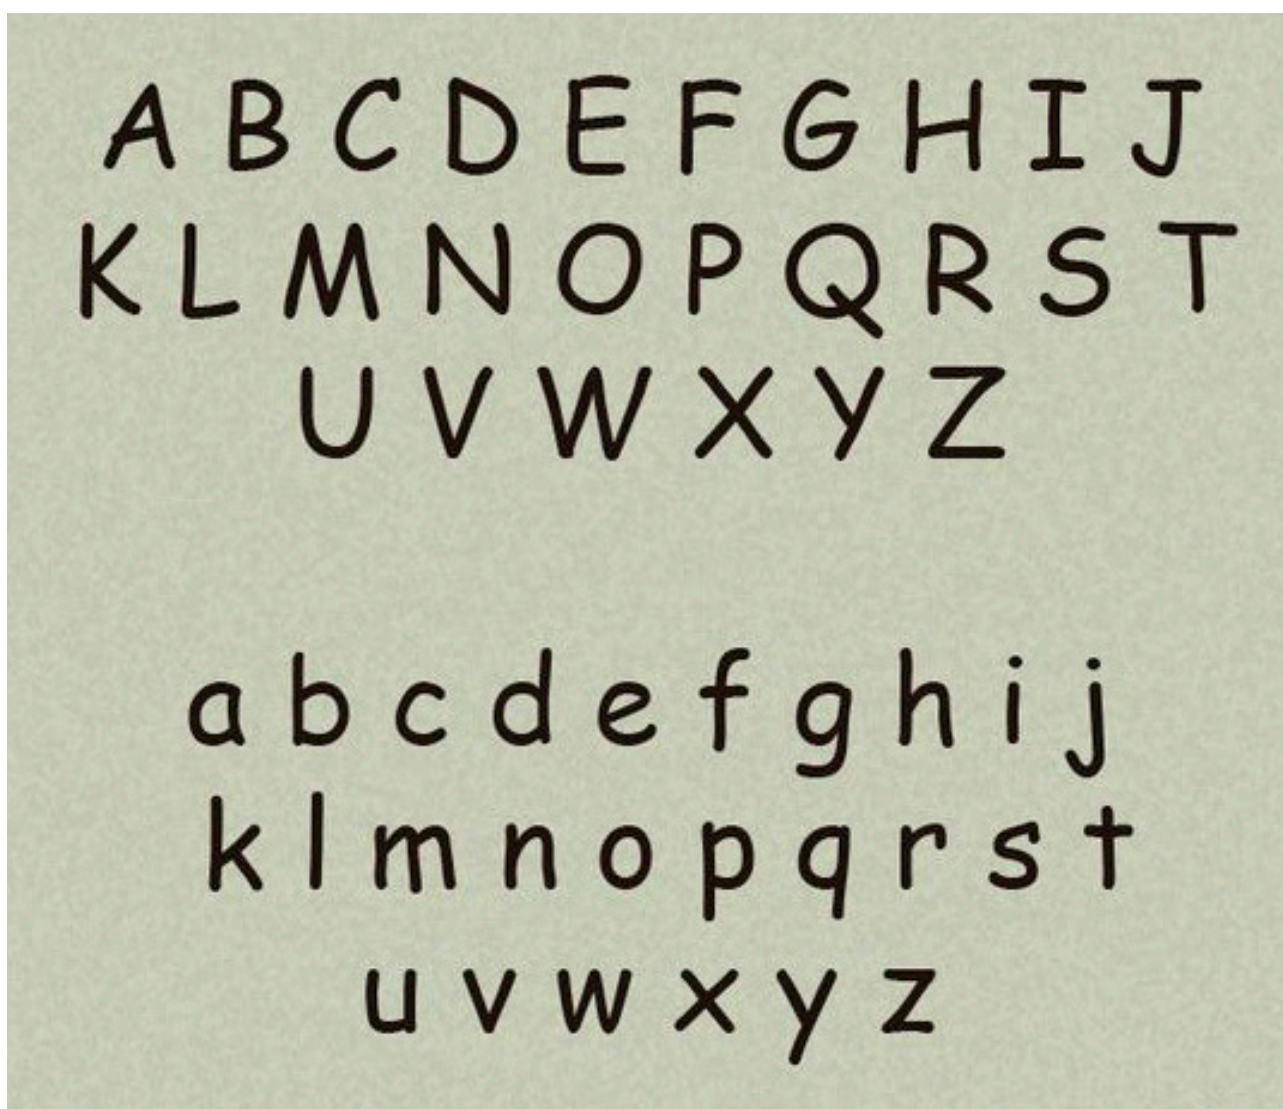 A B C D E F G H I J
K L M N O P Q R S T
U V W X Y Z
a b c d e f g h i j
k l m n o p q r s t
u v w x y z